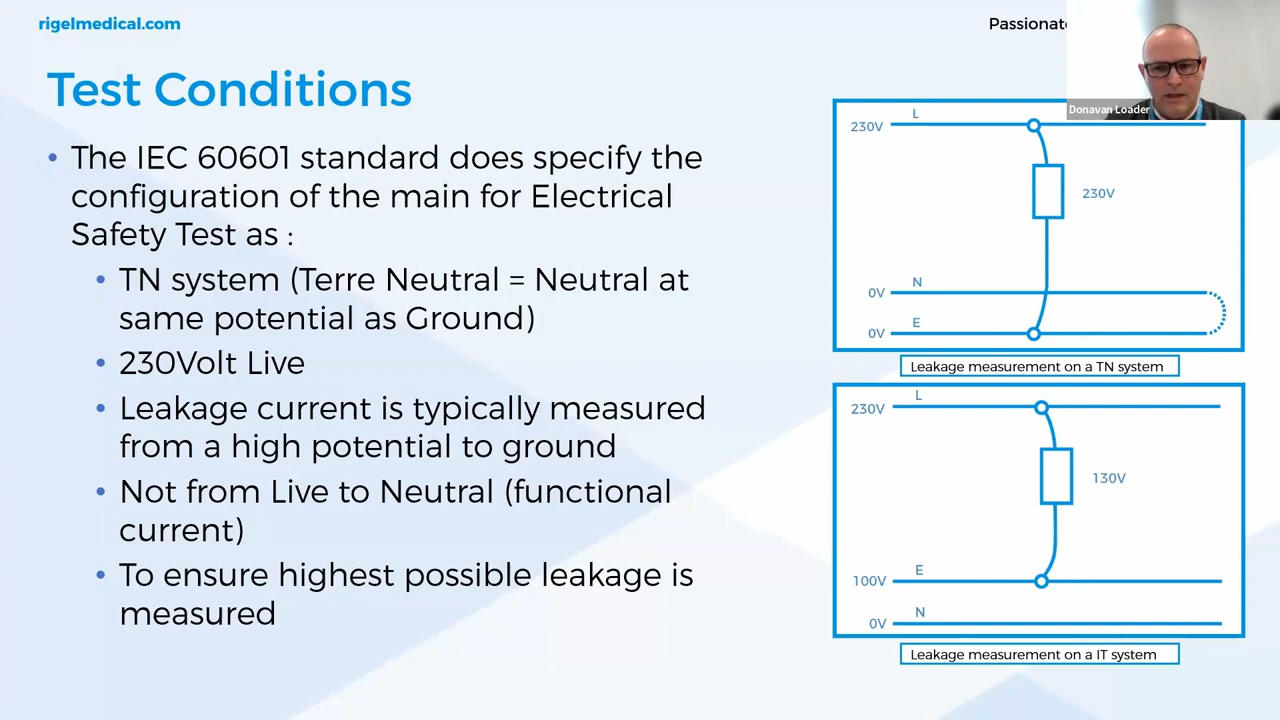 rigelmedical.com
Passionate
Donavan Loader
Test Conditions
• The IEC 60601 standard does specify the
configuration of the main for Electrical
Safety Test as :
• TN system (Terre Neutral = Neutral at
same potential as Ground)
• 230Volt Live
• Leakage current is typically measured
from a high potential to ground
• Not from Live to Neutral (functional
current)
• To ensure highest possible leakage is
measured
L
230V
230V
N
0V
E
0V
Leakage measurement on a TN system
L
230V
130V
E
100V
N
0V
Leakage measurement on a IT system